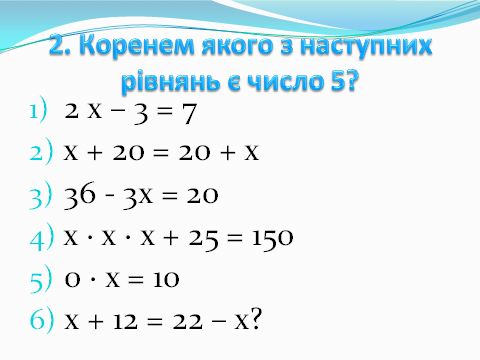 2. Коренем якого з наступних
рівнянь є число 5?
1) 2 х – 3 = 7
2) х + 20 = 20 + х
3) 36 - 3х = 20
4) х · х · х + 25 = 150
5) 0 · х = 10
6) х + 12 = 22 – х?